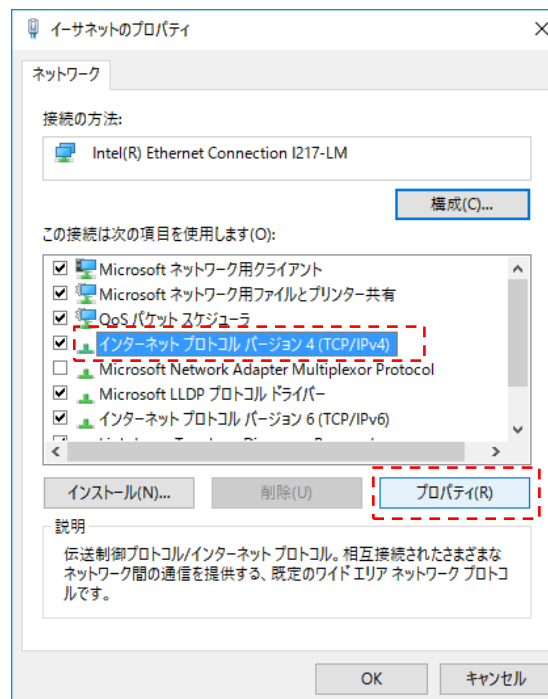 イーサネットのプロパティ
ネットワーク
接続の方法:
Intel(R) Ethernet Connection I217-LM
構成(C)...
この接続は次の項目を使用します(O):
Microsoft ネットワーク用クライアント
Microsoft ネットワーク用ファイルとプリンター共有
QoS パケット スケジューラ
インターネット プロトコル バージョン 4 (TCP/IPv4)
Microsoft Network Adapter Multiplexor Protocol
Microsoft LLDP プロトコル ドライバー
インターネット プロトコル バージョン 6 (TCP/IPv6)
インストール(N)...
削除(U)
プロパティ(R)
説明
伝送制御プロトコル/インターネット プロトコル。相互接続されたさまざまな
ネットワーク間の通信を提供する、既定のワイド エリア ネットワーク プロトコ
ルです。
OK
キャンセル